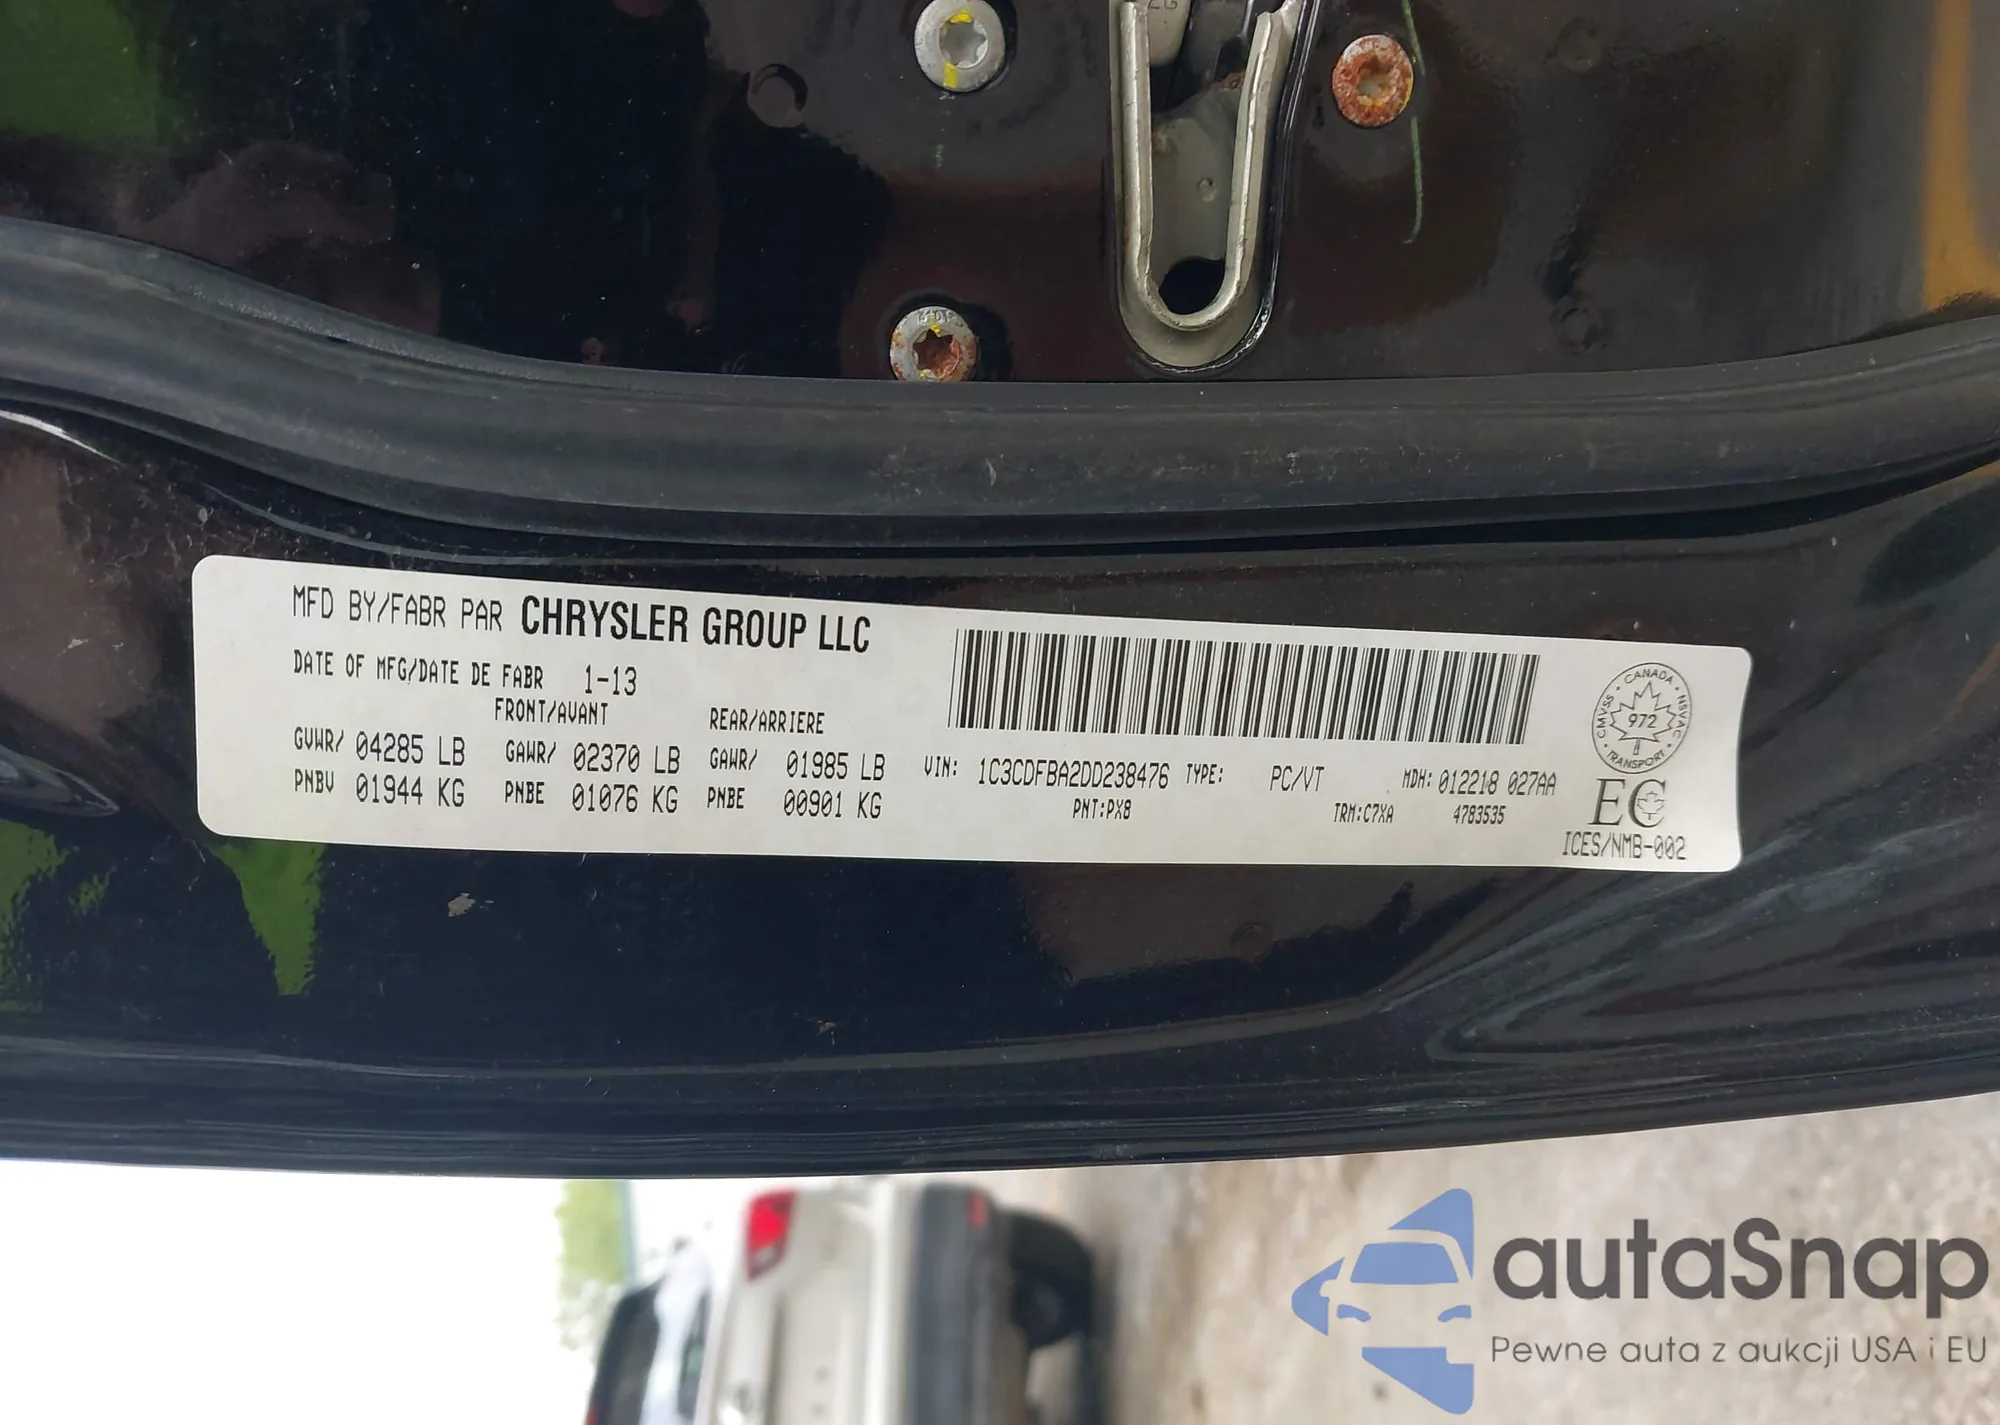 MFD BY/FABR PAR CHRYSLER GROUP LLC
DATE OF MFG/DATE DE FABR 1-13
FRONT/AVANT REAR/ARRIERE
GVWR/ 04285 LB GAWR/ 02370 LB GAWR/ 01985 LB
PNBV 01944 KG PNBE 01076 KG PNBE 00901 KG
VIN: 1C3CDFBA2DD238476 TYPE: PC/VT MDH: 012218 027AA
PNT:PX8 TRM:C7XA 4783535
CANADA
CMVSS NSVAC
972
TRANSPORT
EC
ICES/NMB-002
autaSnap
Pewne auta z aukcji USA i EU